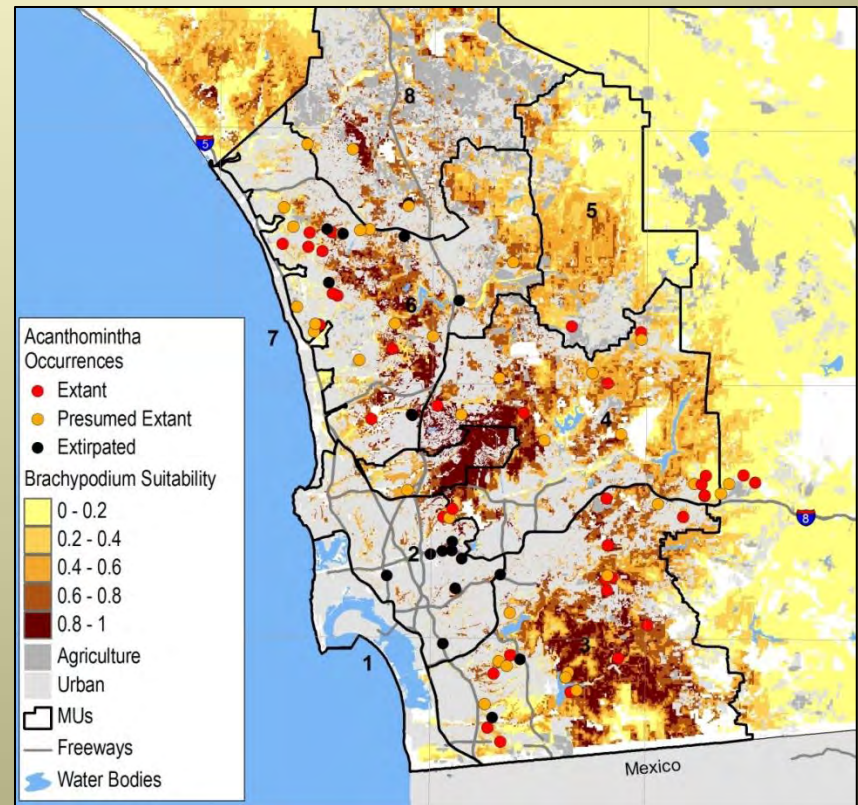 8
5
5
6
7
4
8
2
3
1
Mexico
Acanthomintha
Occurrences
Extant
Presumed Extant
Extirpated
Brachypodium Suitability
0 - 0.2
0.2 - 0.4
0.4 - 0.6
0.6 - 0.8
0.8 - 1
Agriculture
Urban
MUs
Freeways
Water Bodies